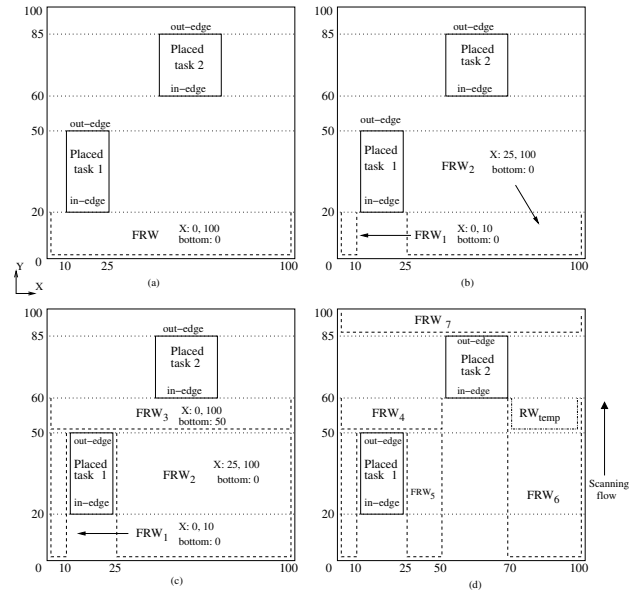 100
85
out-edge
Placed
task 2
in-edge
60
50
out-edge
Placed
task 1
in-edge
20
FRW
X: 0, 100
bottom: 0
0
10
25
100
Y
X
(a)
100
85
out-edge
Placed
task 2
in-edge
60
50
out-edge
Placed
task 1
in-edge
X: 25, 100
bottom: 0
FRW2
20
FRW1
X: 0, 10
bottom: 0
0
10
25
100
(b)
100
85
out-edge
Placed
task 2
in-edge
60
FRW3
X: 0, 100
bottom: 50
50
out-edge
Placed
task 1
in-edge
FRW2
X: 25, 100
bottom: 0
20
FRW1
X: 0, 10
bottom: 0
0
10
25
100
(c)
100
FRW 7
85
out-edge
Placed
task 2
in-edge
60
FRW4
RWtemp
50
out-edge
Placed
task 1
in-edge
FRW5
FRW6
20
0
10
25
50
70
100
(d)
Scanning
flow